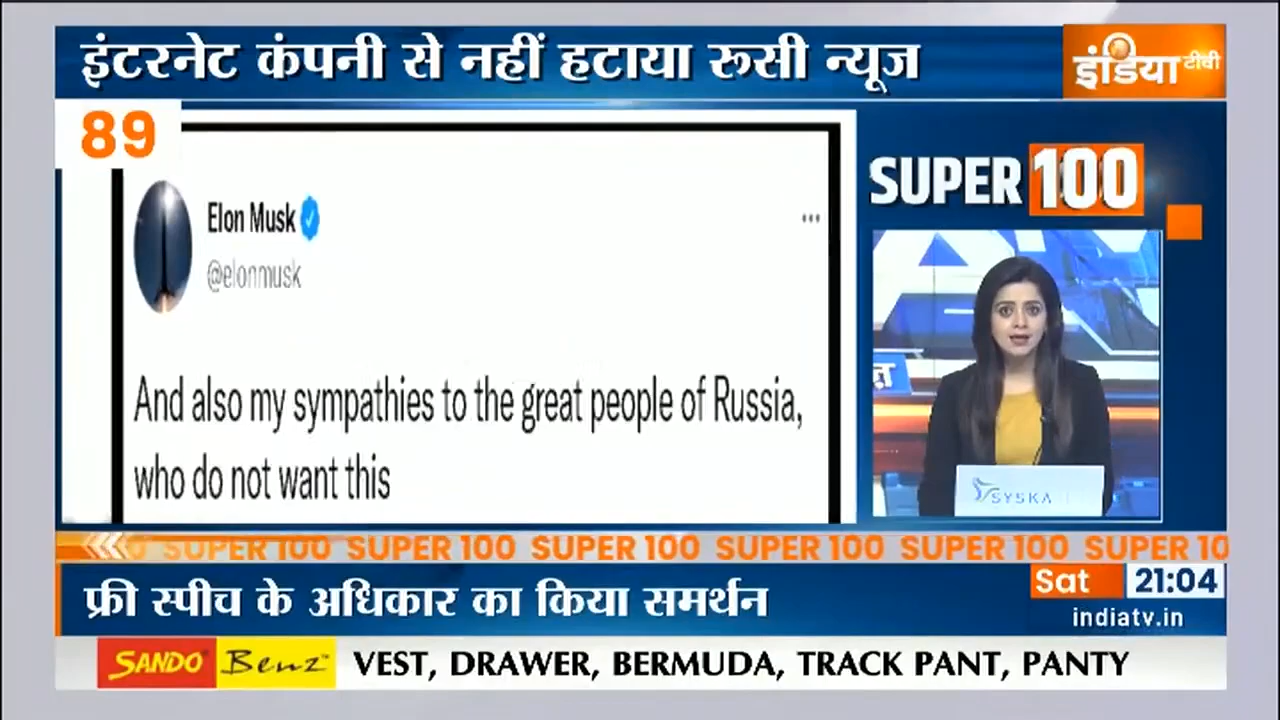 इंटरनेट कंपनी से नहीं हटाया रूसी न्यूज
इंडिया टीवी
89
SUPER 100
Elon Musk
@elonmusk
And also my sympathies to the great people of Russia,
who do not want this
SYSKA
SUPER 100 SUPER 100 SUPER 100 SUPER 100 SUPER 100 SUPER 10
फ्री स्पीच के अधिकार का किया समर्थन
Sat 21:04
indiatv.in
SANDO Benz™ VEST, DRAWER, BERMUDA, TRACK PANT, PANTY